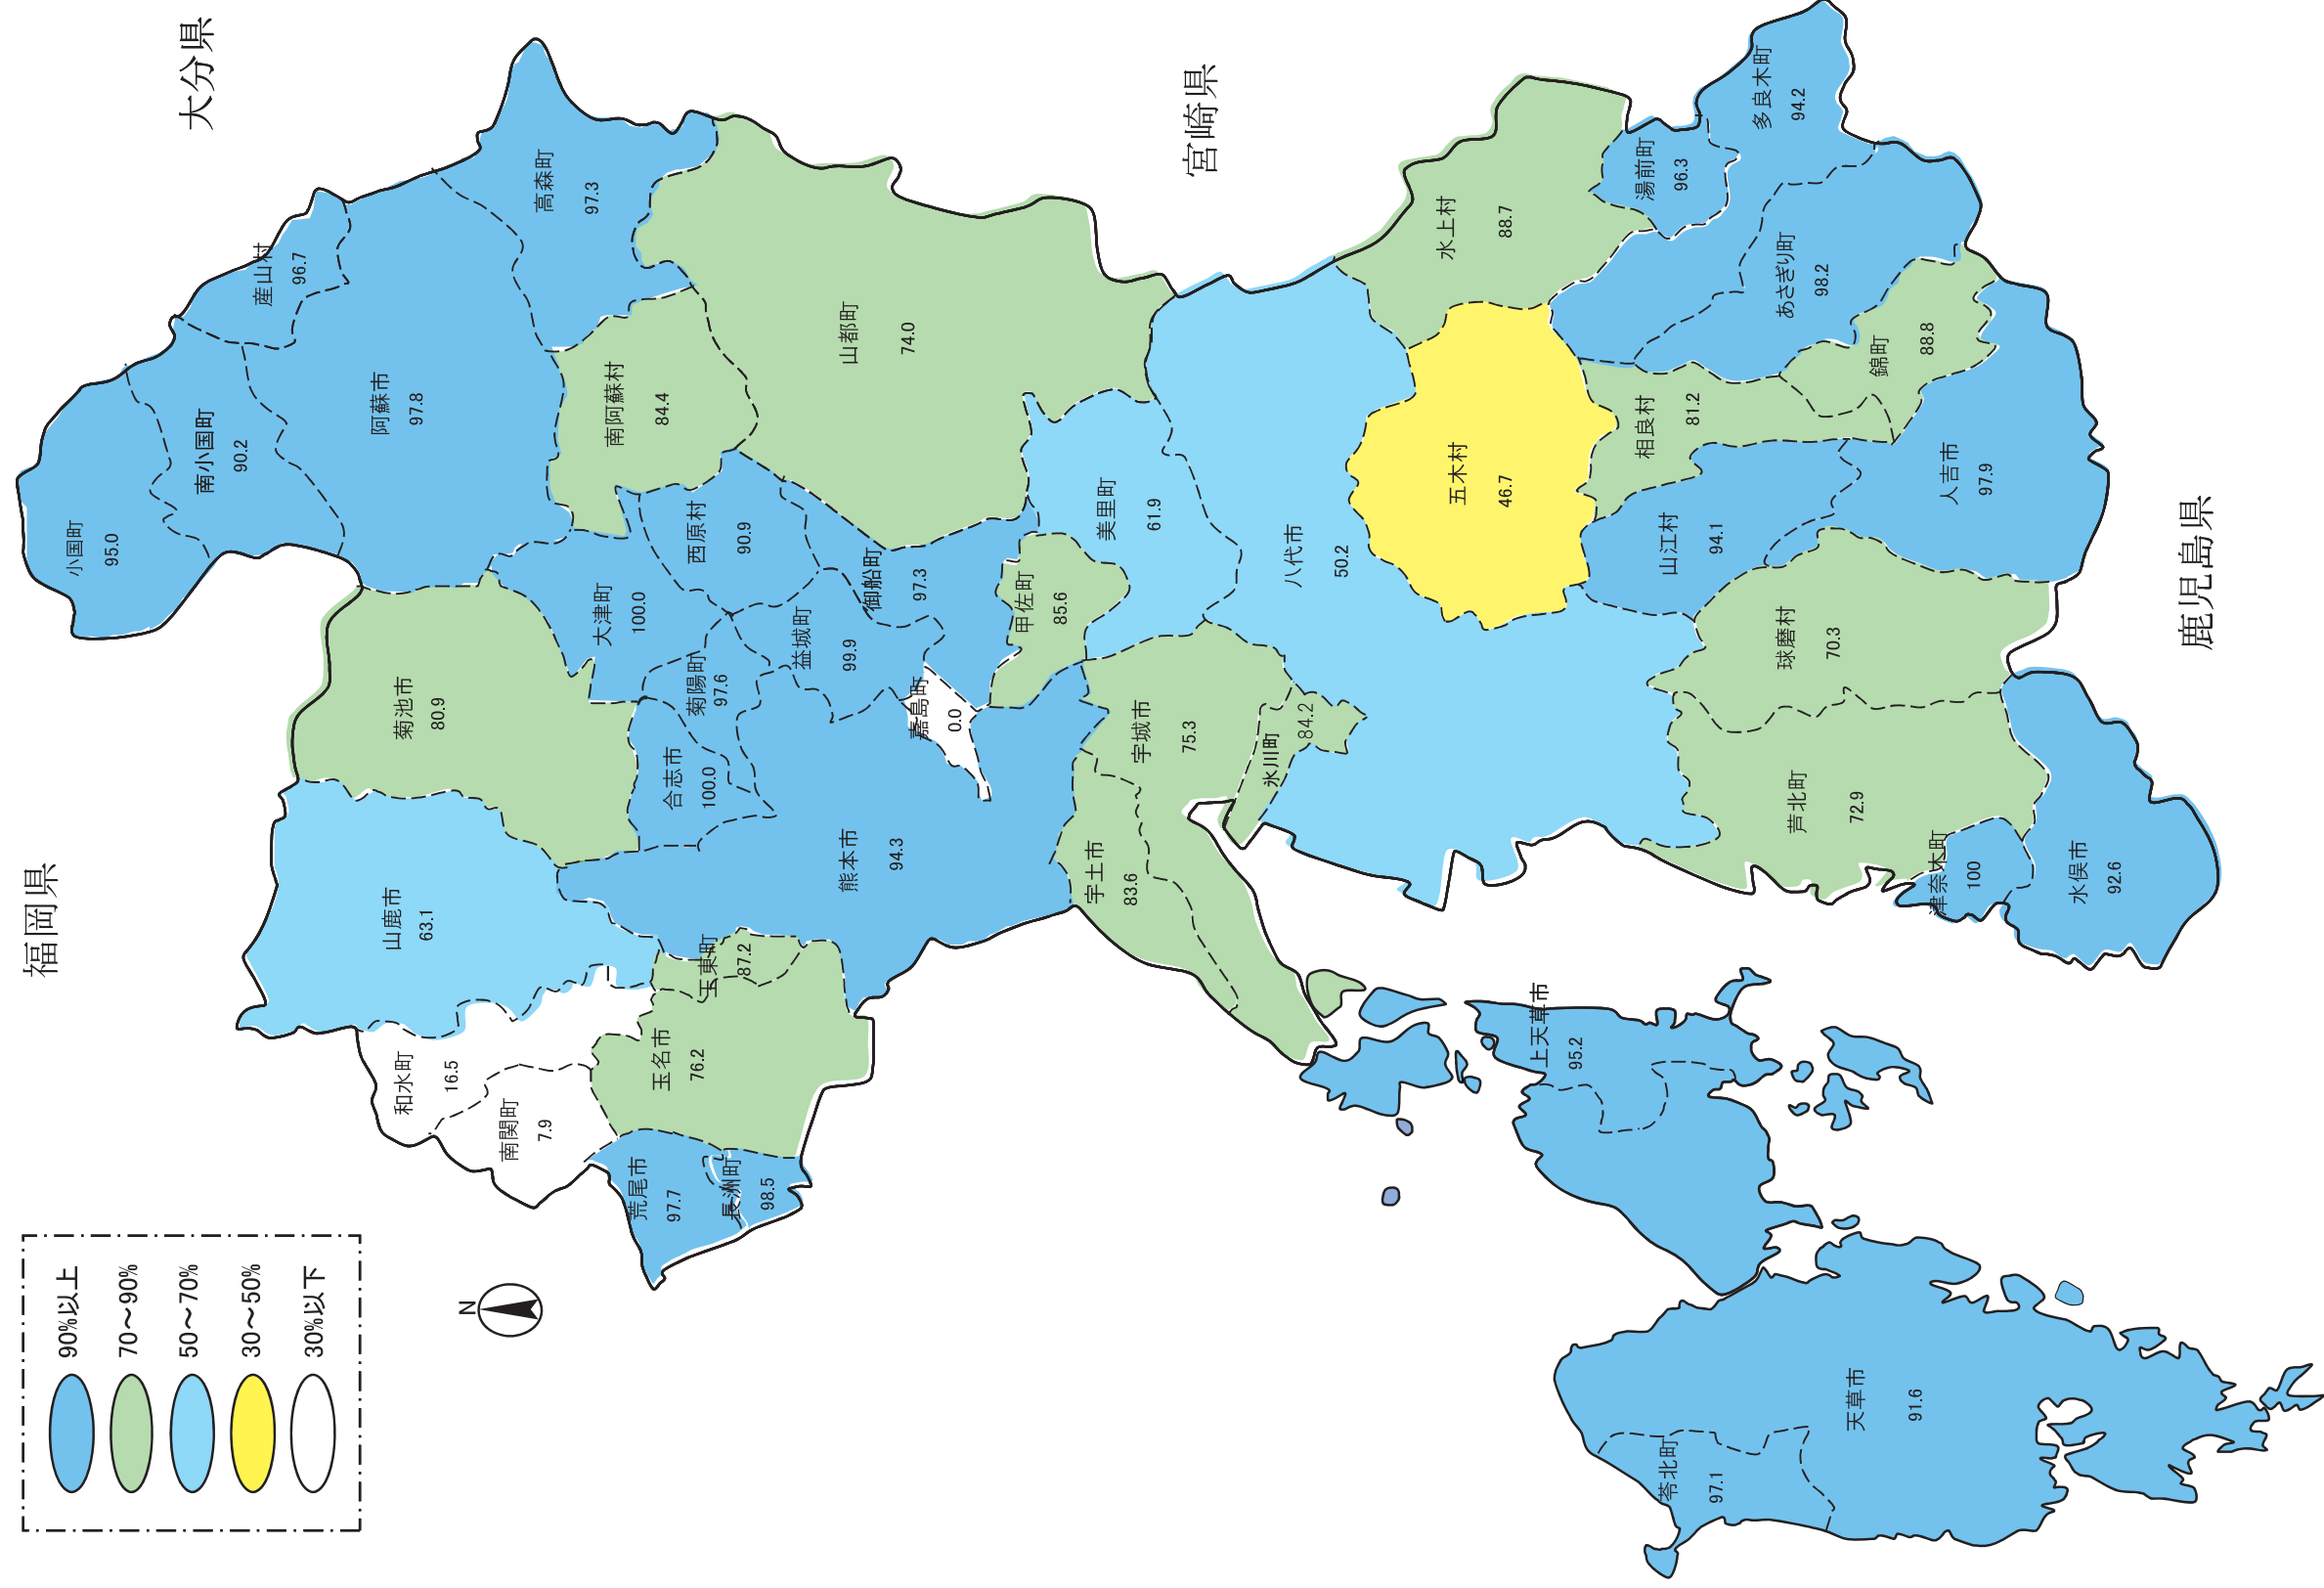 90%以上
70～90%
50～70%
30～50%
30%以下
N
福岡県
大分県
宮崎県
鹿児島県
小国町
95.0
南小国町
90.2
産山村
96.7
阿蘇市
97.8
高森町
97.3
南阿蘇村
84.4
山都町
74.0
西原村
90.9
大津町
100.0
菊陽町
97.6
合志市
100.0
菊池市
80.9
山鹿市
63.1
和水町
16.5
南関町
7.9
荒尾市
97.7
長洲町
98.5
玉名市
76.2
玉東町
87.2
熊本市
94.3
益城町
99.9
御船町
97.3
嘉島町
0.0
甲佐町
85.6
美里町
61.9
宇城市
75.3
宇土市
83.6
氷川町
84.2
八代市
50.2
五木村
46.7
水上村
88.7
湯前町
96.3
多良木町
94.2
あさぎり町
98.2
錦町
88.8
相良村
81.2
山江村
94.1
人吉市
97.9
球磨村
70.3
芦北町
72.9
津奈木町
100
水俣市
92.6
上天草市
95.2
天草市
91.6
苓北町
97.1